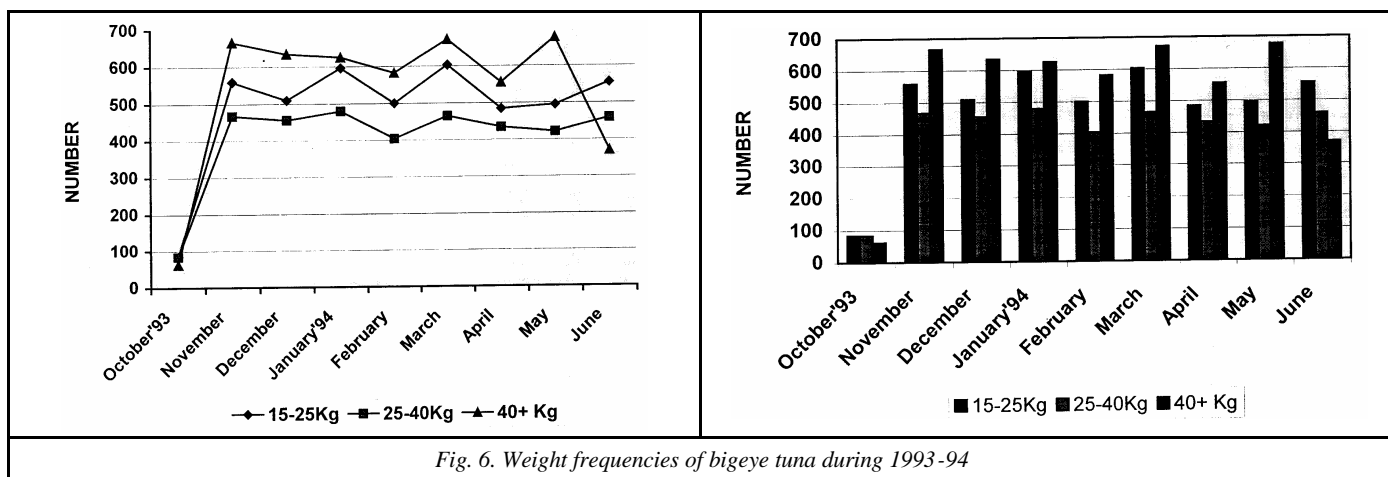 700
600
500
400
300
200
100
0
NUMBER
October'93
November
December
January'94
February
March
April
May
June
15-25Kg 25-40Kg 40+ Kg
700
600
500
400
300
200
100
0
NUMBER
October'93
November
December
January'94
February
March
April
May
June
15-25Kg 25-40Kg 40+ Kg
Fig. 6. Weight frequencies of bigeye tuna during 1993-94